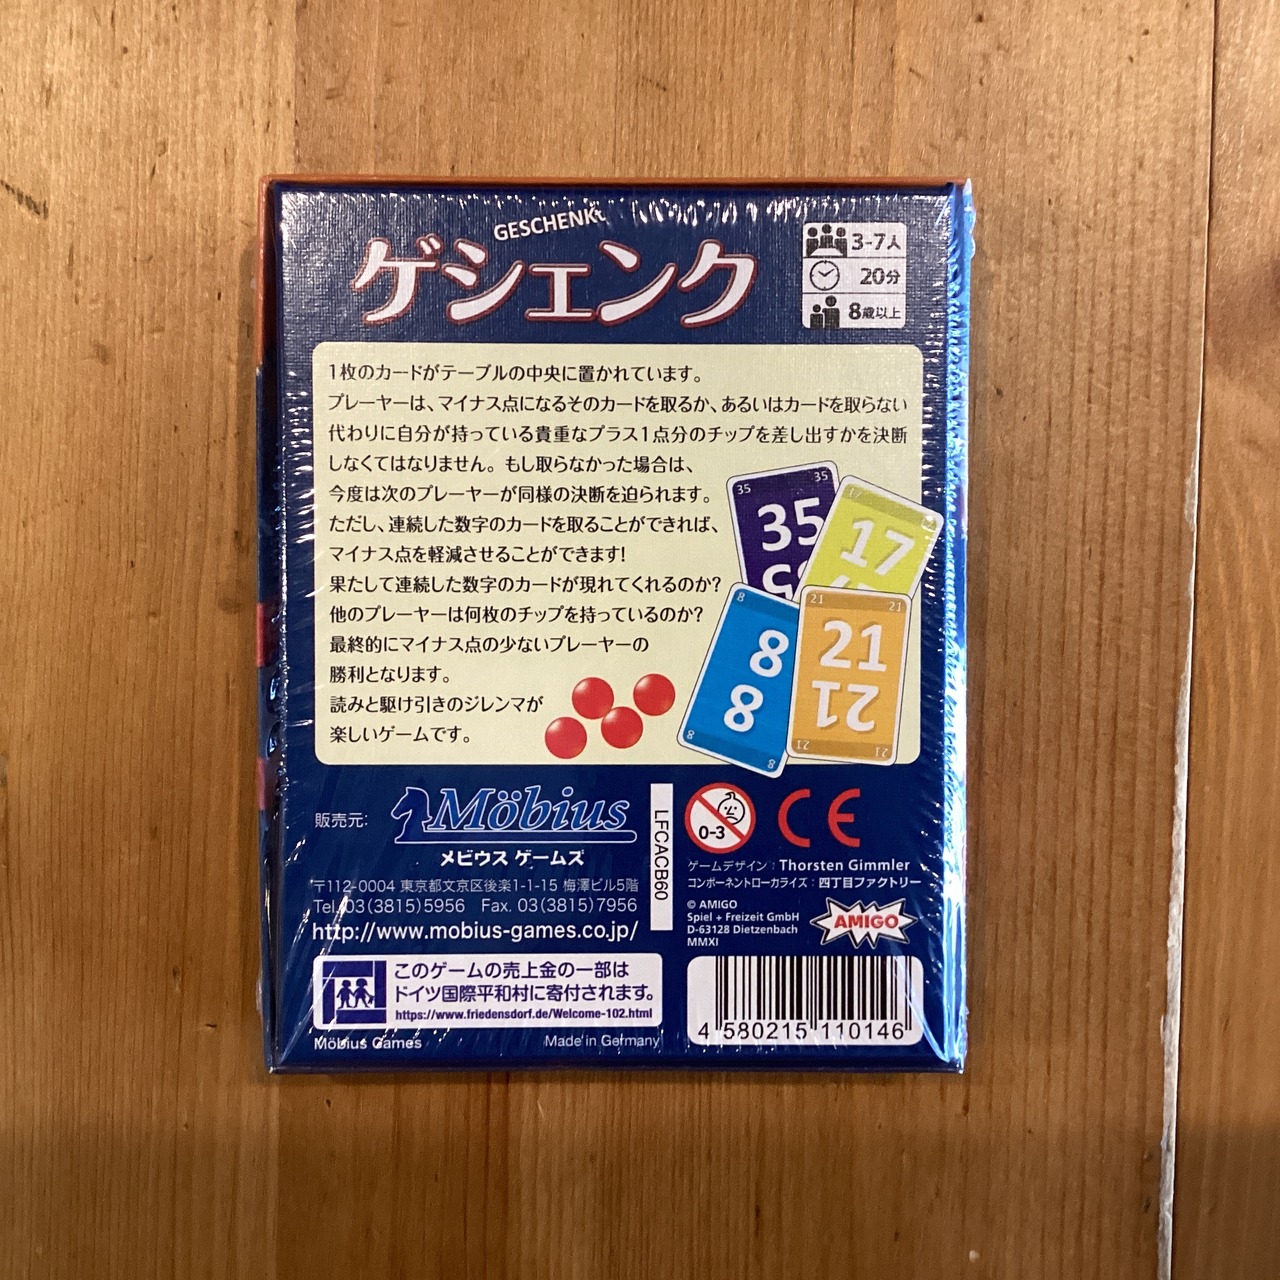 GESCHENKt
ゲシェンク
3-7人
20分
8歳以上
1枚のカードがテーブルの中央に置かれています。
プレーヤーは、マイナス点になるそのカードを取るか、あるいはカードを取らない
代わりに自分が持っている貴重なプラス1点分のチップを差し出すかを決断
しなくてはなりません。もし取らなかった場合は、
今度は次のプレーヤーが同様の決断を迫られます。
ただし、連続した数字のカードを取ることができれば、
マイナス点を軽減させることができます!
果たして連続した数字のカードが現れてくれるのか?
他のプレーヤーは何枚のチップを持っているのか?
最終的にマイナス点の少ないプレーヤーの
勝利となります。
読みと駆け引きのジレンマが
楽しいゲームです。
35
35
35
35
17
17
8
8
8
8
21
21
21
21
21
21
販売元:
Möbius
メビウス ゲームズ
〒112-0004 東京都文京区後楽1-1-15 梅澤ビル5階
Tel. 03(3815)5956 Fax. 03(3815)7956
http://www.mobius-games.co.jp/
LFCACB60
0-3
CE
ゲームデザイン:Thorsten Gimmler
コンポーネントローカライズ:四丁目ファクトリー
© AMIGO
Spiel + Freizeit GmbH
D-63128 Dietzenbach
MMXI
AMIGO
このゲームの売上金の一部は
ドイツ国際平和村に寄付されます。
https://www.friedensdorf.de/Welcome-102.html
Möbius Games
Made in Germany
4 580215 110146